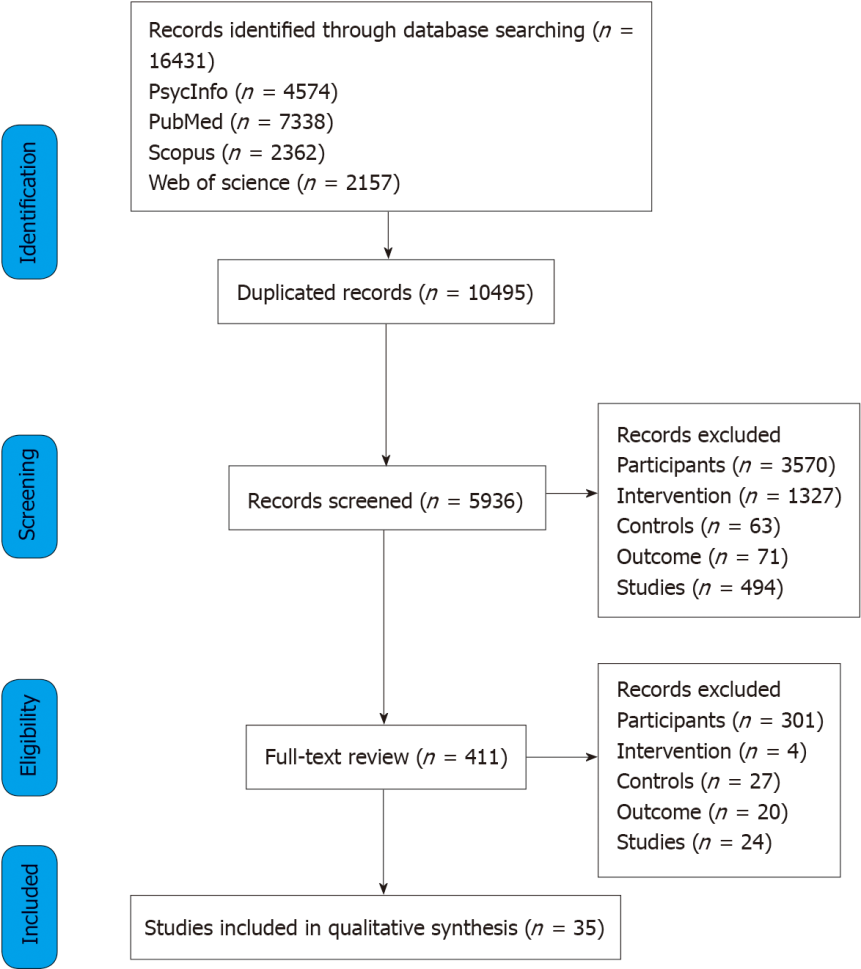 Identification
Records identified through database searching (n =
16431)
PsycInfo (n = 4574)
PubMed (n = 7338)
Scopus (n = 2362)
Web of science (n = 2157)
Duplicated records (n = 10495)
Screening
Records screened (n = 5936)
Records excluded
Participants (n = 3570)
Intervention (n = 1327)
Controls (n = 63)
Outcome (n = 71)
Studies (n = 494)
Eligibility
Full-text review (n = 411)
Records excluded
Participants (n = 301)
Intervention (n = 4)
Controls (n = 27)
Outcome (n = 20)
Studies (n = 24)
Included
Studies included in qualitative synthesis (n = 35)